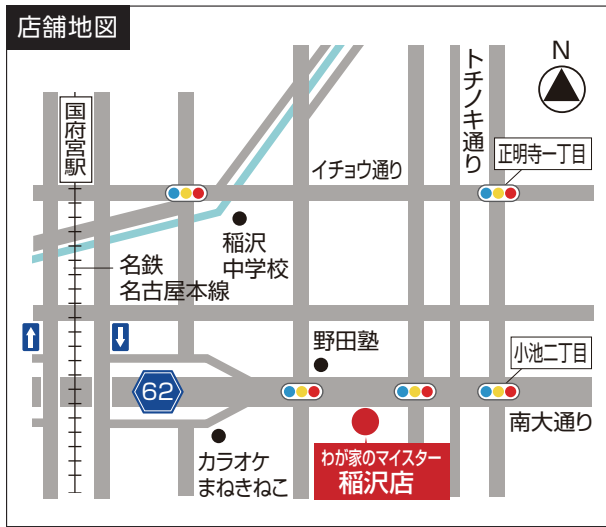 店舗地図
N
国府宮駅
トチノキ通り
正明寺一丁目
イチョウ通り
稲沢
中学校
名鉄
名古屋本線
野田塾
小池二丁目
62
南大通り
カラオケ
まねきねこ
わが家のマイスター
稲沢店